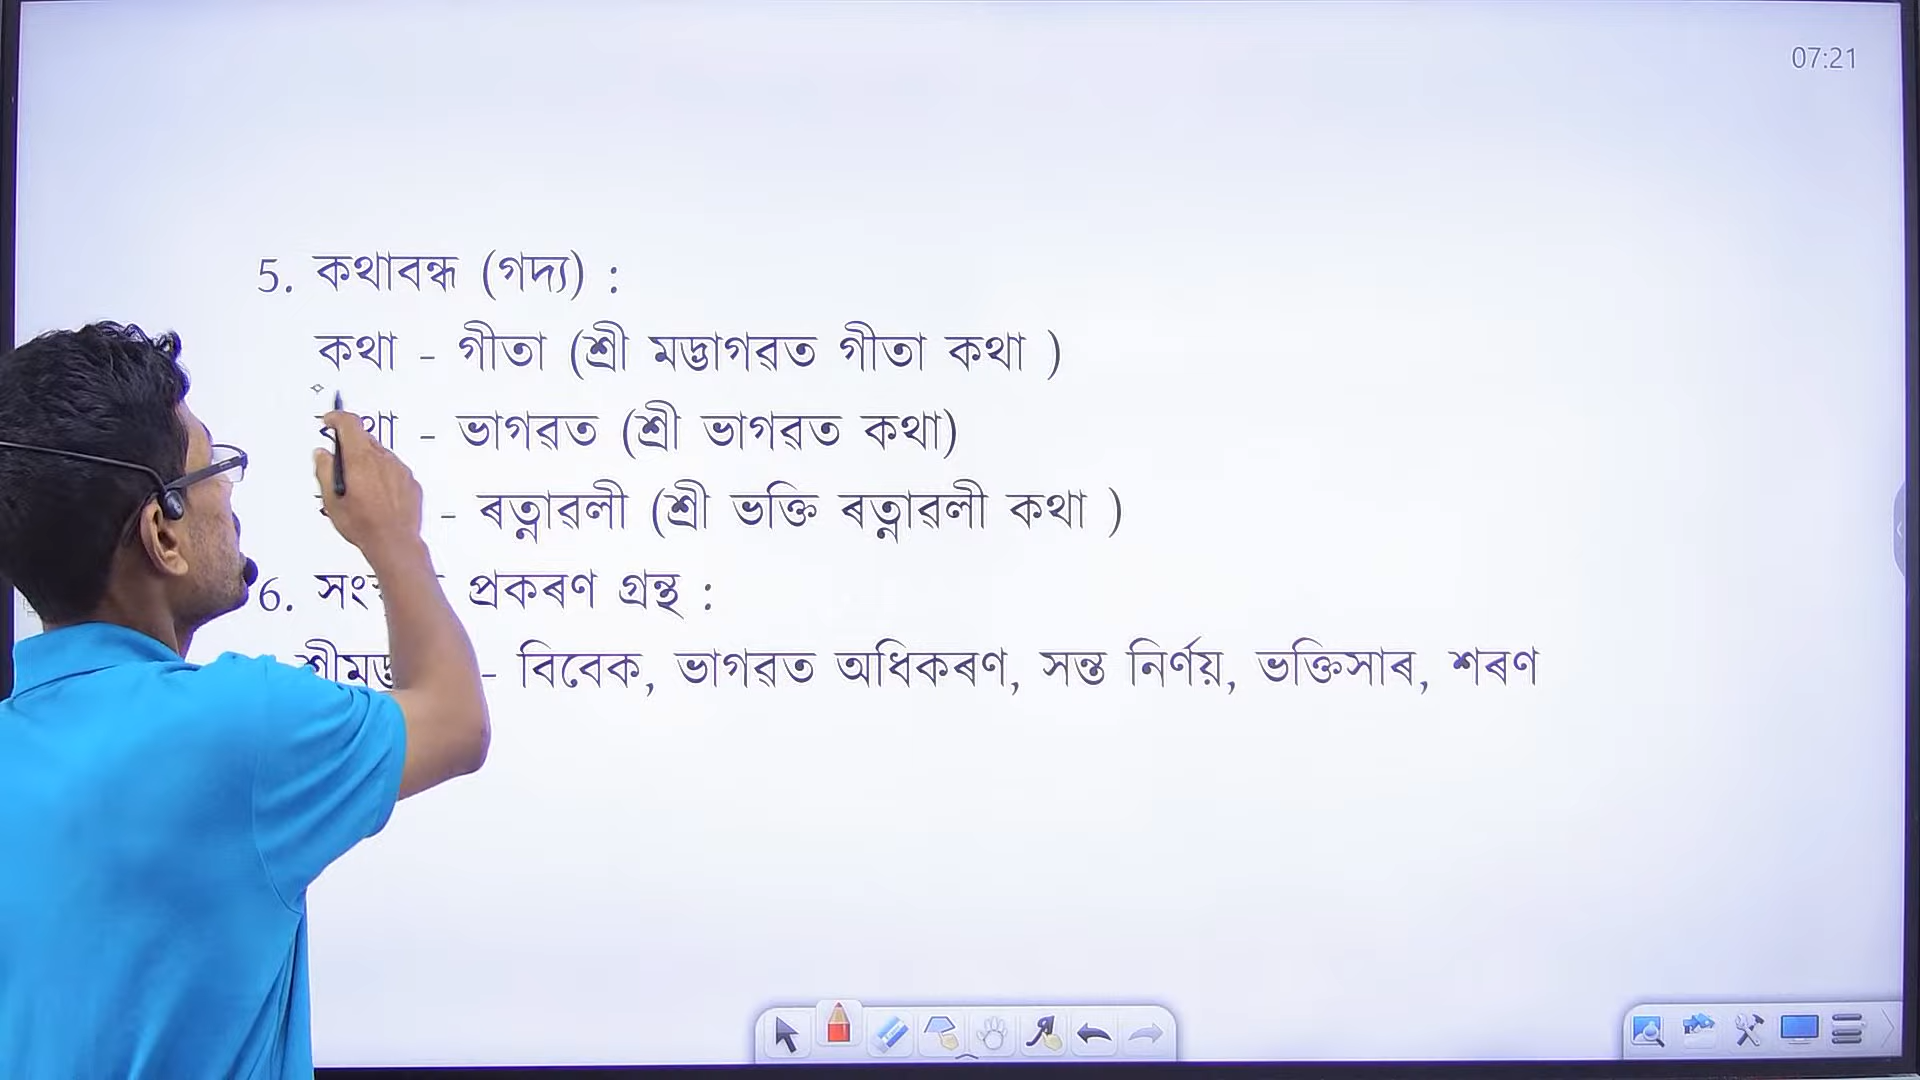 07:21
5. কথাবন্ধ (গদ্য) :
কথা - গীতা (শ্ৰী মদ্ভাগৱত গীতা কথা )
কথা - ভাগৱত (শ্ৰী ভাগৱত কথা)
- ৰত্নাৱলী (শ্ৰী ভক্তি ৰত্নাৱলী কথা )
6. প্ৰকৰণ গ্ৰন্থ :
- বিবেক, ভাগৱত অধিকৰণ, সন্ত নিৰ্ণয়, ভক্তিসাৰ, শৰণ